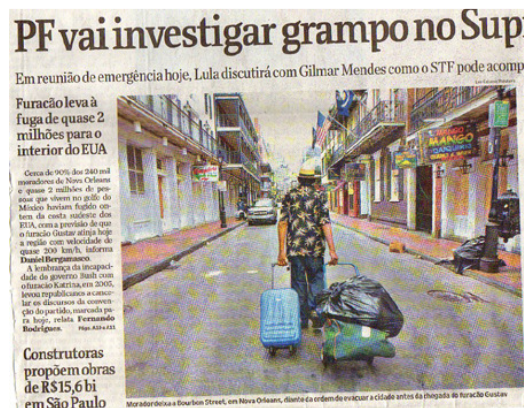 PF vai investigar grampo no Sup
Em reunião de emergência hoje, Lula discutirá com Gilmar Mendes como o STF pode acomp
Furacão leva à
fuga de quase 2
milhões para o
interior do EUA
Cerca de 90% dos 240 mil
moradores de Nova Orleans
e quase 2 milhões de pes-
soas que vivem no golfo do
México haviam fugido on-
tem da costa sudeste dos
EUA, com a previsão de que
o furacão Gustav atinja hoje
a região com velocidade de
quase 200 km/h, informa
Daniel Bergamasco.
A lembrança da incapaci-
dade do governo Bush com
o furacão Katrina, em 2005,
levou republicanos a cance-
lar os discursos da conven-
ção do partido, marcada pa-
ra hoje, relata Fernando
Rodrigues. Págs. A10 e A11
Construtoras
propõem obras
de R$15,6 bi
em São Paulo
MANGO
MANGO
Morador deixa a Bourbon Street, em Nova Orleans, diante da ordem de evacuar a cidade antes da chegada do furacão Gustav